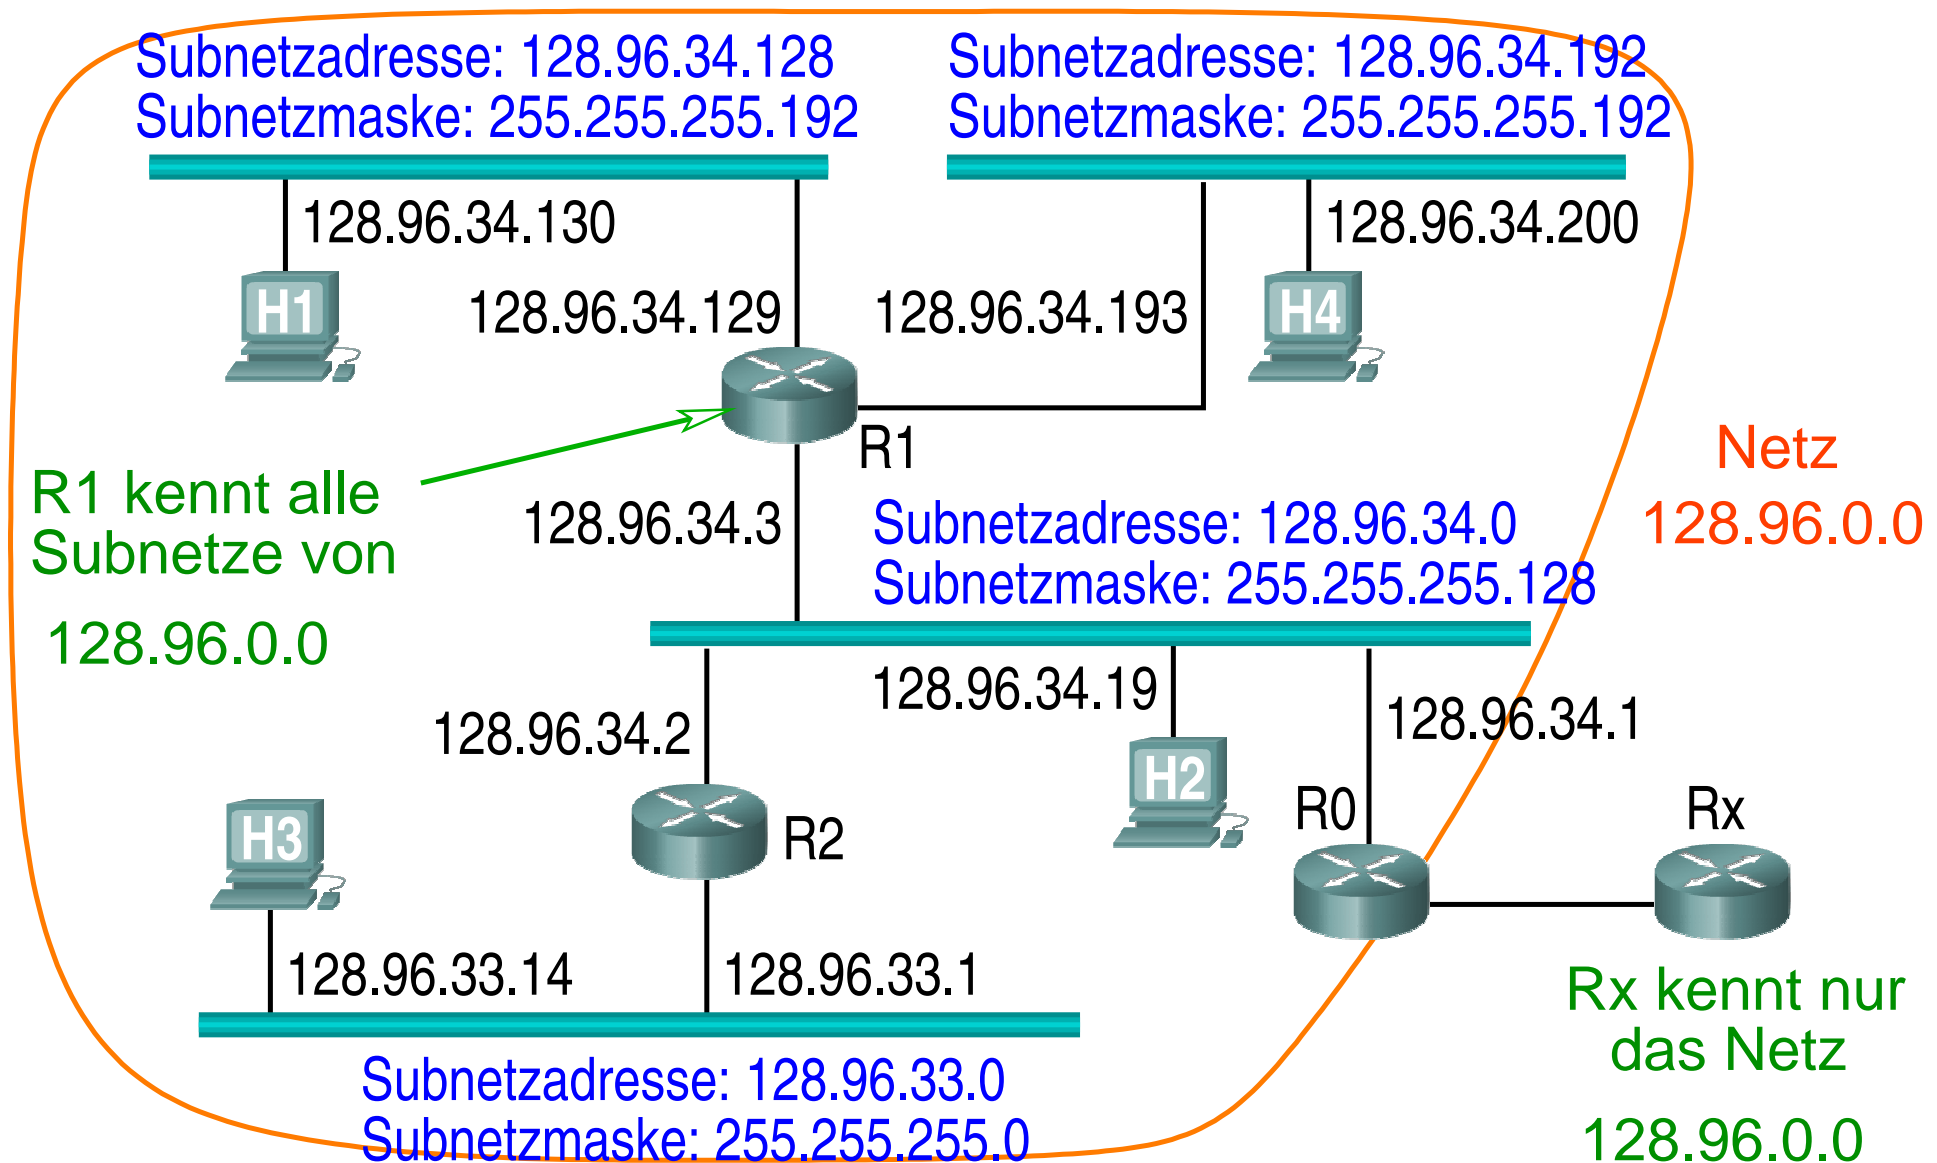 Subnetzadresse: 128.96.34.128
Subnetzmaske: 255.255.255.192
Subnetzadresse: 128.96.34.192
Subnetzmaske: 255.255.255.192
128.96.34.130
128.96.34.200
H1
128.96.34.129
128.96.34.193
H4
R1
R1 kennt alle
Subnetze von
128.96.0.0
128.96.34.3
Subnetzadresse: 128.96.34.0
Subnetzmaske: 255.255.255.128
Netz
128.96.0.0
128.96.34.19
128.96.34.1
128.96.34.2
H2
R0
Rx
H3
R2
128.96.33.14
128.96.33.1
Rx kennt nur
das Netz
128.96.0.0
Subnetzadresse: 128.96.33.0
Subnetzmaske: 255.255.255.0